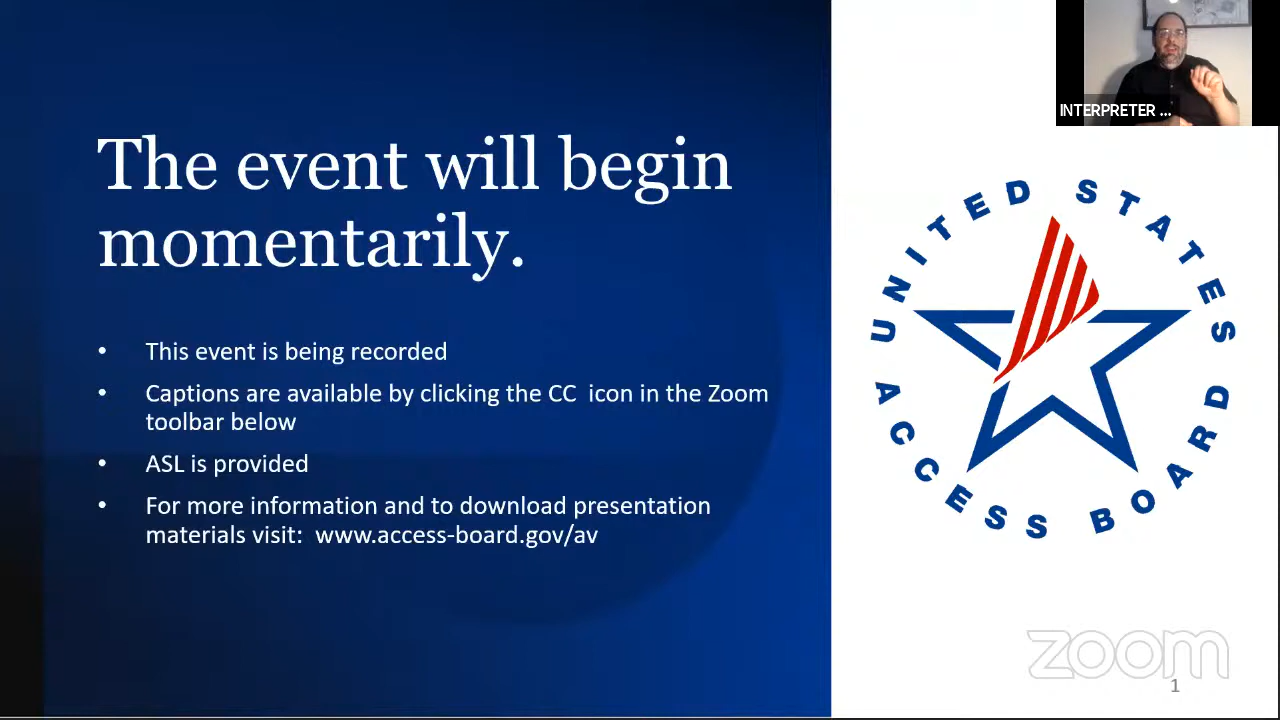 The event will begin
momentarily.
• This event is being recorded
• Captions are available by clicking the CC  icon in the Zoom
toolbar below
• ASL is provided
• For more information and to download presentation
materials visit:  www.access-board.gov/av
INTERPRETER ...
UNITED STATES
ACCESS BOARD
zoom
1